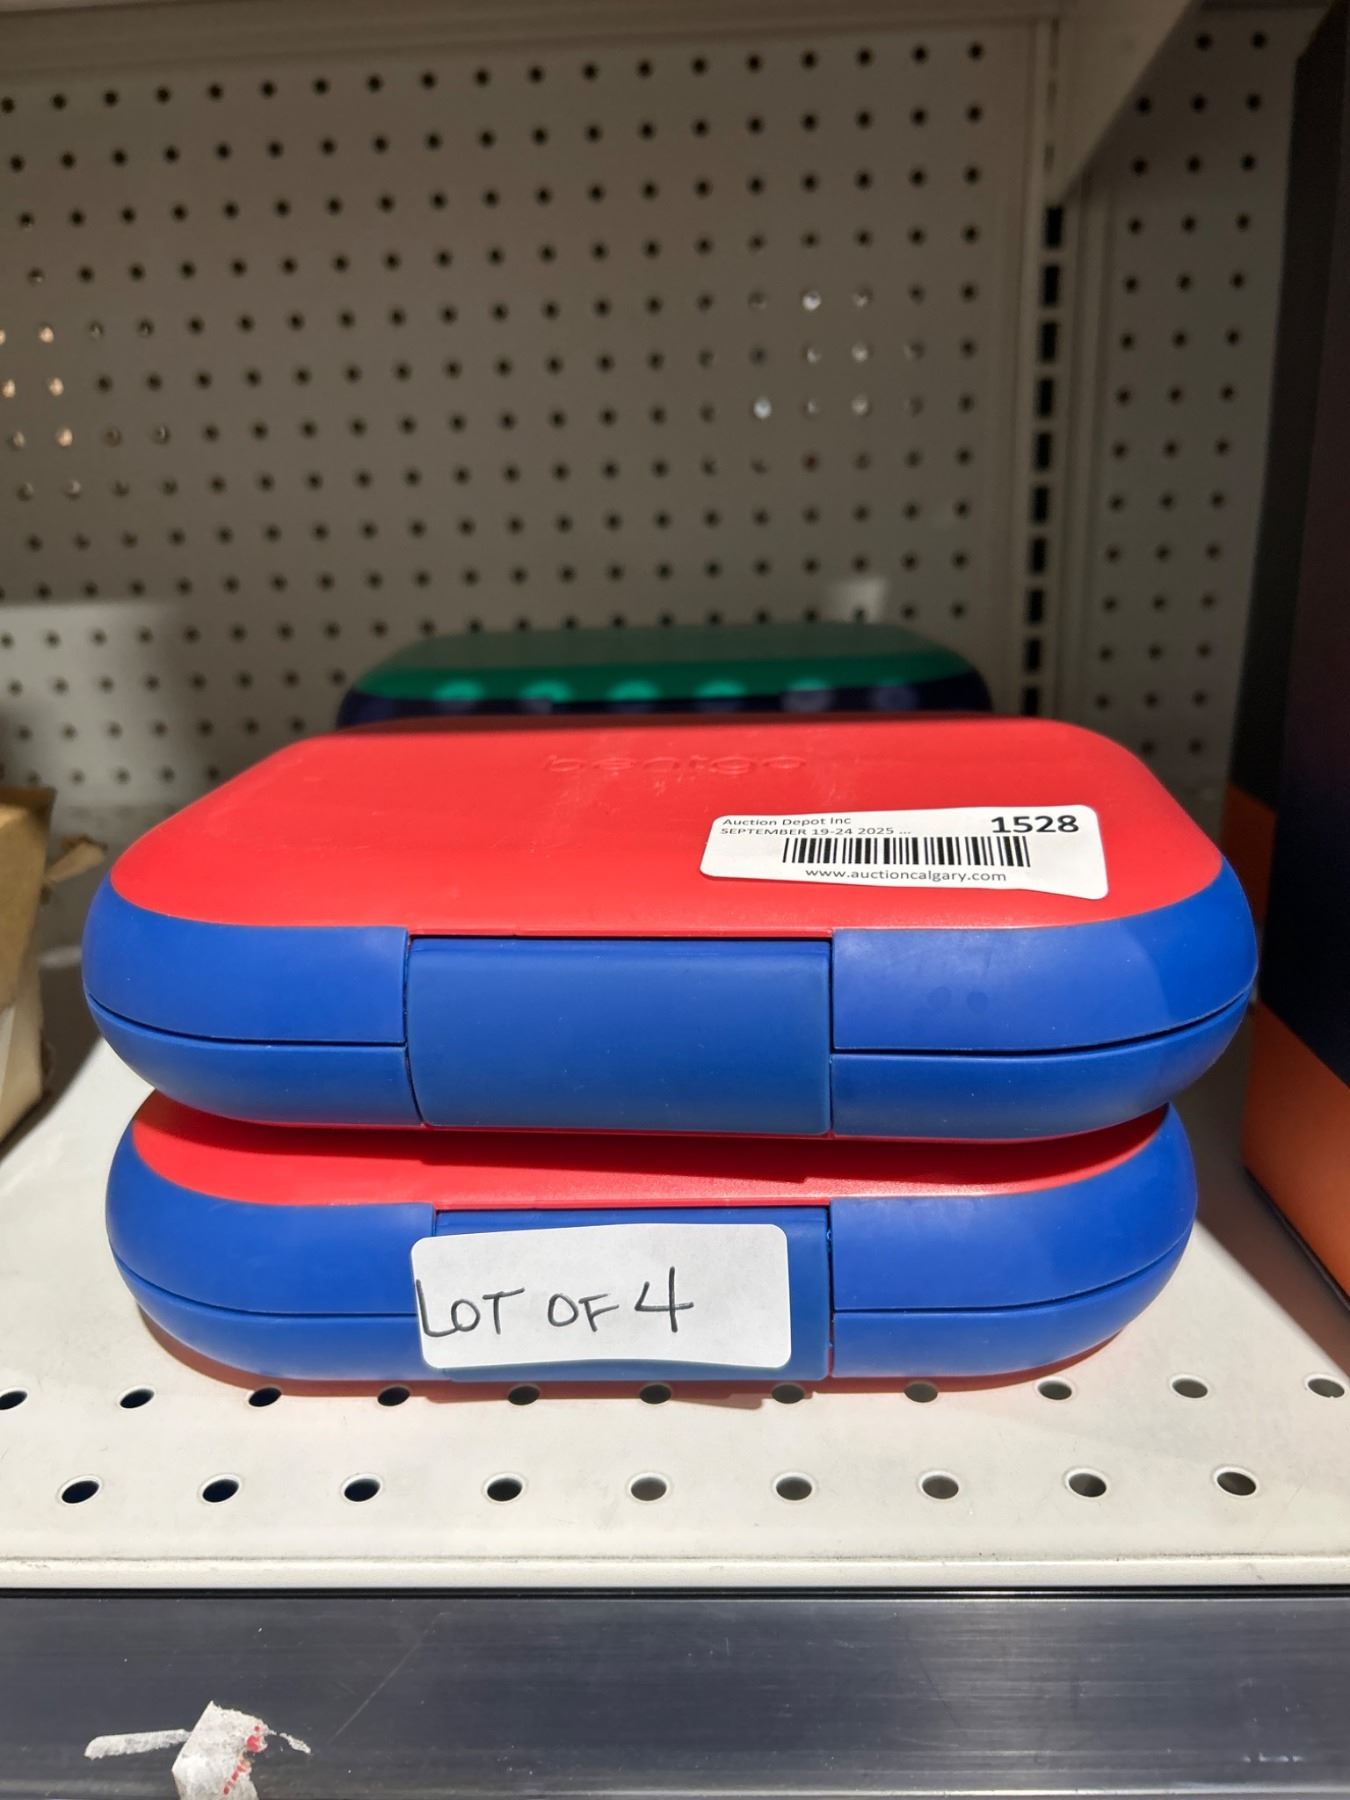 bentgo
Auction Depot Inc
SEPTEMBER 19-24 2025 ...
1528
www.auctioncalgary.com
LOT OF 4